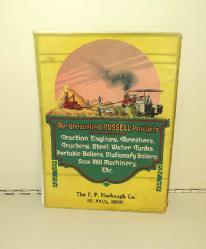 The Unexcelled RUSSELL Products
Traction Engines, Threshers,
Tractors, Steel Water Tanks,
Portable Boilers, Stationary Boilers,
Saw Mill Machinery,
Etc.
The F. P. Harbaugh Co.
ST. PAUL, MINN.